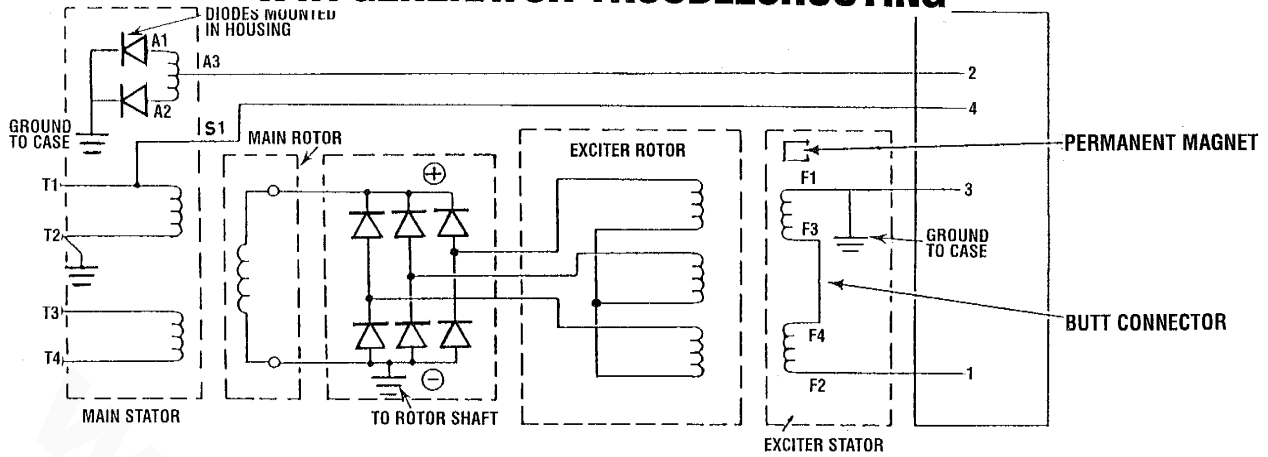 GENERATOR TROUBLESHOOTING
DIODES MOUNTED
IN HOUSING
A1
A3
A2
GROUND
TO CASE
S1
T1
T2
T3
T4
MAIN STATOR
MAIN ROTOR
+
−
TO ROTOR SHAFT
EXCITER ROTOR
F1
F3
GROUND
TO CASE
F4
F2
EXCITER STATOR
2
4
3
1
PERMANENT MAGNET
BUTT CONNECTOR